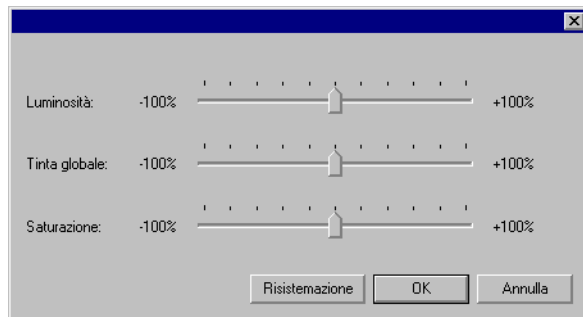 Luminosità: -100% +100%
Tinta globale: -100% +100%
Saturazione: -100% +100%
Risistemazione OK Annulla